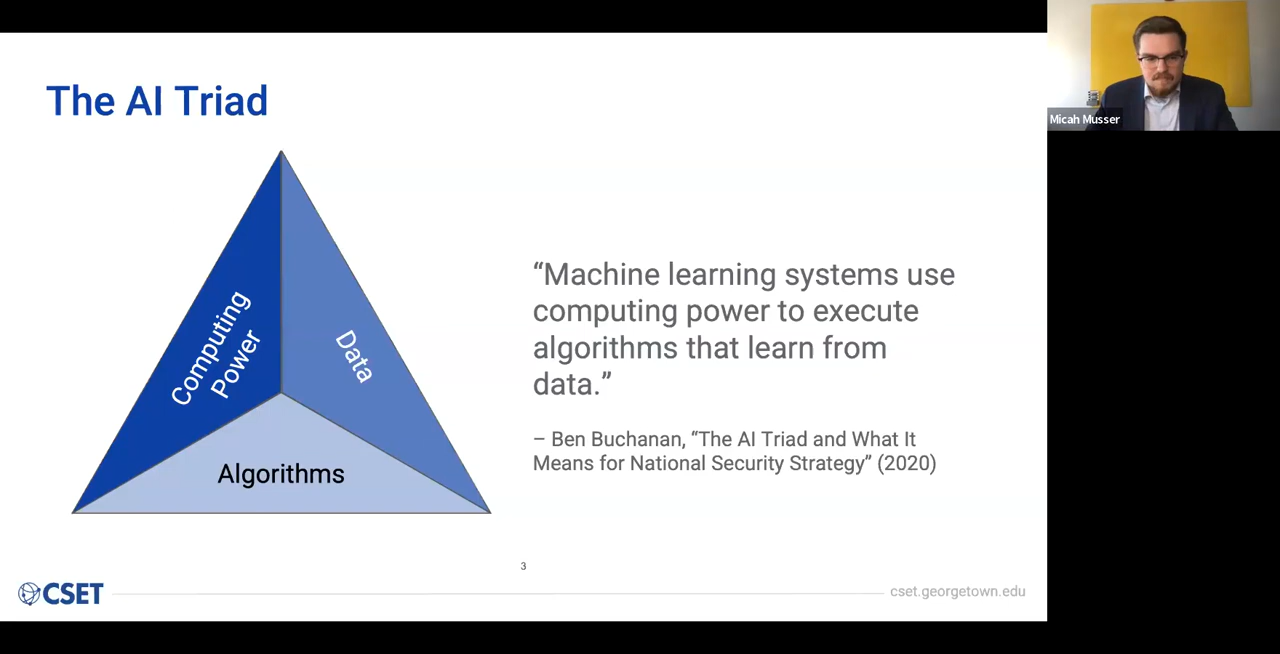 The AI Triad
Micah Musser
Computing
Power
Data
Algorithms
“Machine learning systems use
computing power to execute
algorithms that learn from
data.”
– Ben Buchanan, “The AI Triad and What It
Means for National Security Strategy” (2020)
3
CSET
cset.georgetown.edu